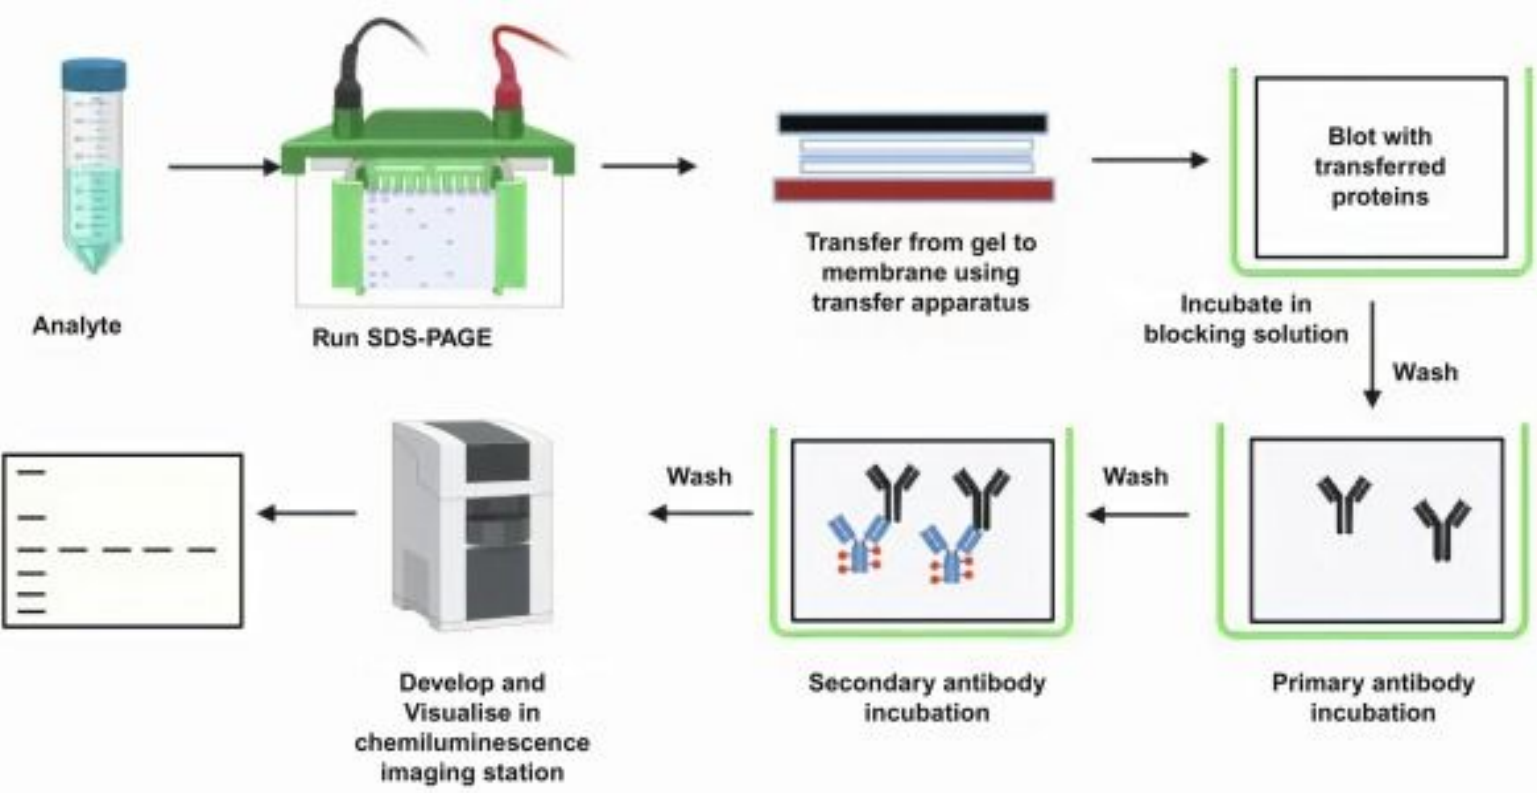 Analyte
Run SDS-PAGE
Transfer from gel to
membrane using
transfer apparatus
Blot with
transferred
proteins
Incubate in
blocking solution
Wash
Primary antibody
incubation
Wash
Secondary antibody
incubation
Wash
Develop and
Visualise in
chemiluminescence
imaging station